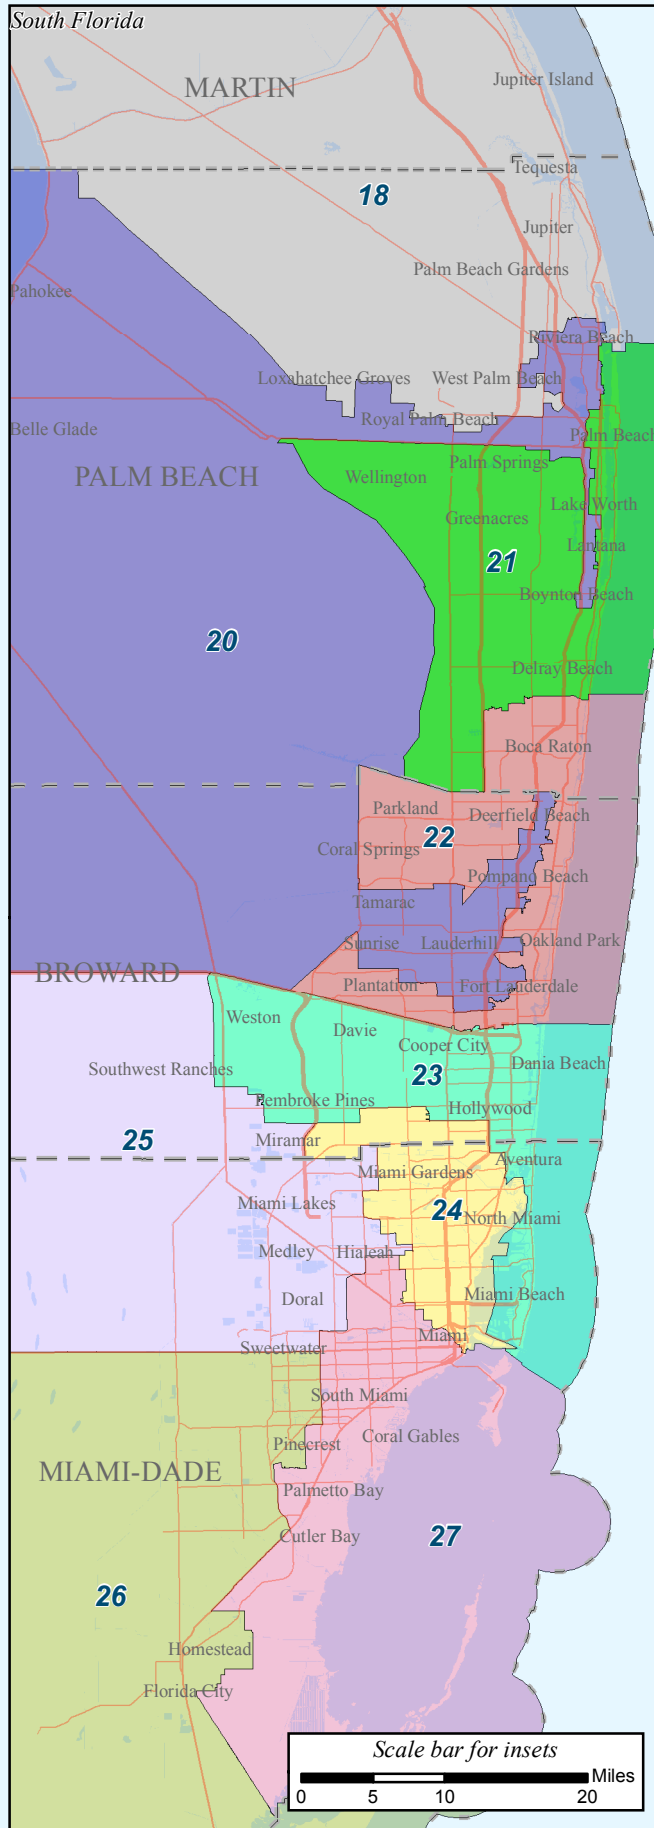 South Florida
Jupiter Island
MARTIN
Tequesta
18
Jupiter
Palm Beach Gardens
Pahokee
Riviera Beach
Loxahatchee Groves
West Palm Beach
Royal Palm Beach
Belle Glade
Palm Beach
Palm Springs
PALM BEACH
Wellington
Lake Worth
Greenacres
Lantana
21
Boynton Beach
20
Delray Beach
Boca Raton
Parkland
Deerfield Beach
22
Coral Springs
Pompano Beach
Tamarac
Sunrise
Lauderhill
Oakland Park
BROWARD
Plantation
Fort Lauderdale
Weston
Davie
Cooper City
Dania Beach
Southwest Ranches
23
Pembroke Pines
Hollywood
25
Miramar
Aventura
Miami Gardens
Miami Lakes
24
North Miami
Medley
Hialeah
Doral
Miami Beach
Miami
Sweetwater
South Miami
Coral Gables
Pinecrest
MIAMI-DADE
Palmetto Bay
Cutler Bay
27
26
Homestead
Florida City
Scale bar for insets
Miles
0 5 10 20